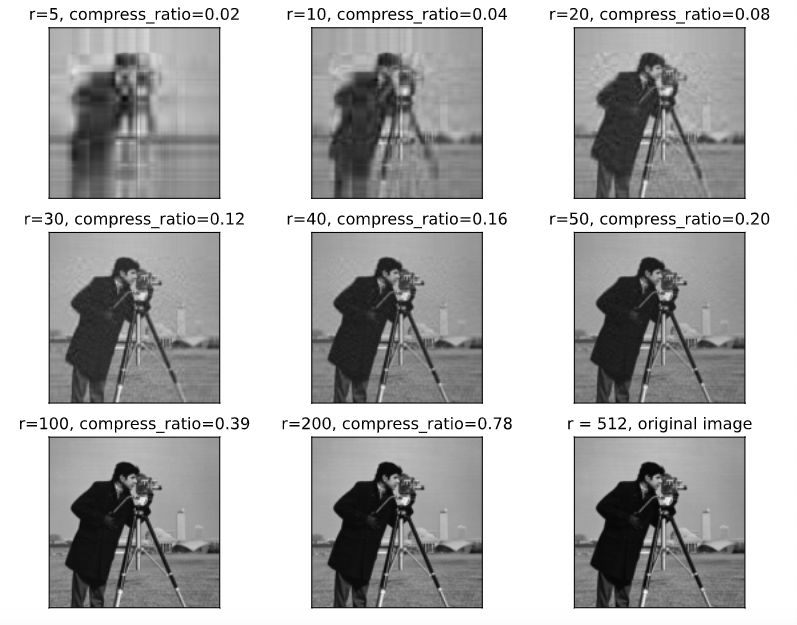 r=5, compress_ratio=0.02
r=10, compress_ratio=0.04
r=20, compress_ratio=0.08
r=30, compress_ratio=0.12
r=40, compress_ratio=0.16
r=50, compress_ratio=0.20
r=100, compress_ratio=0.39
r=200, compress_ratio=0.78
r = 512, original image